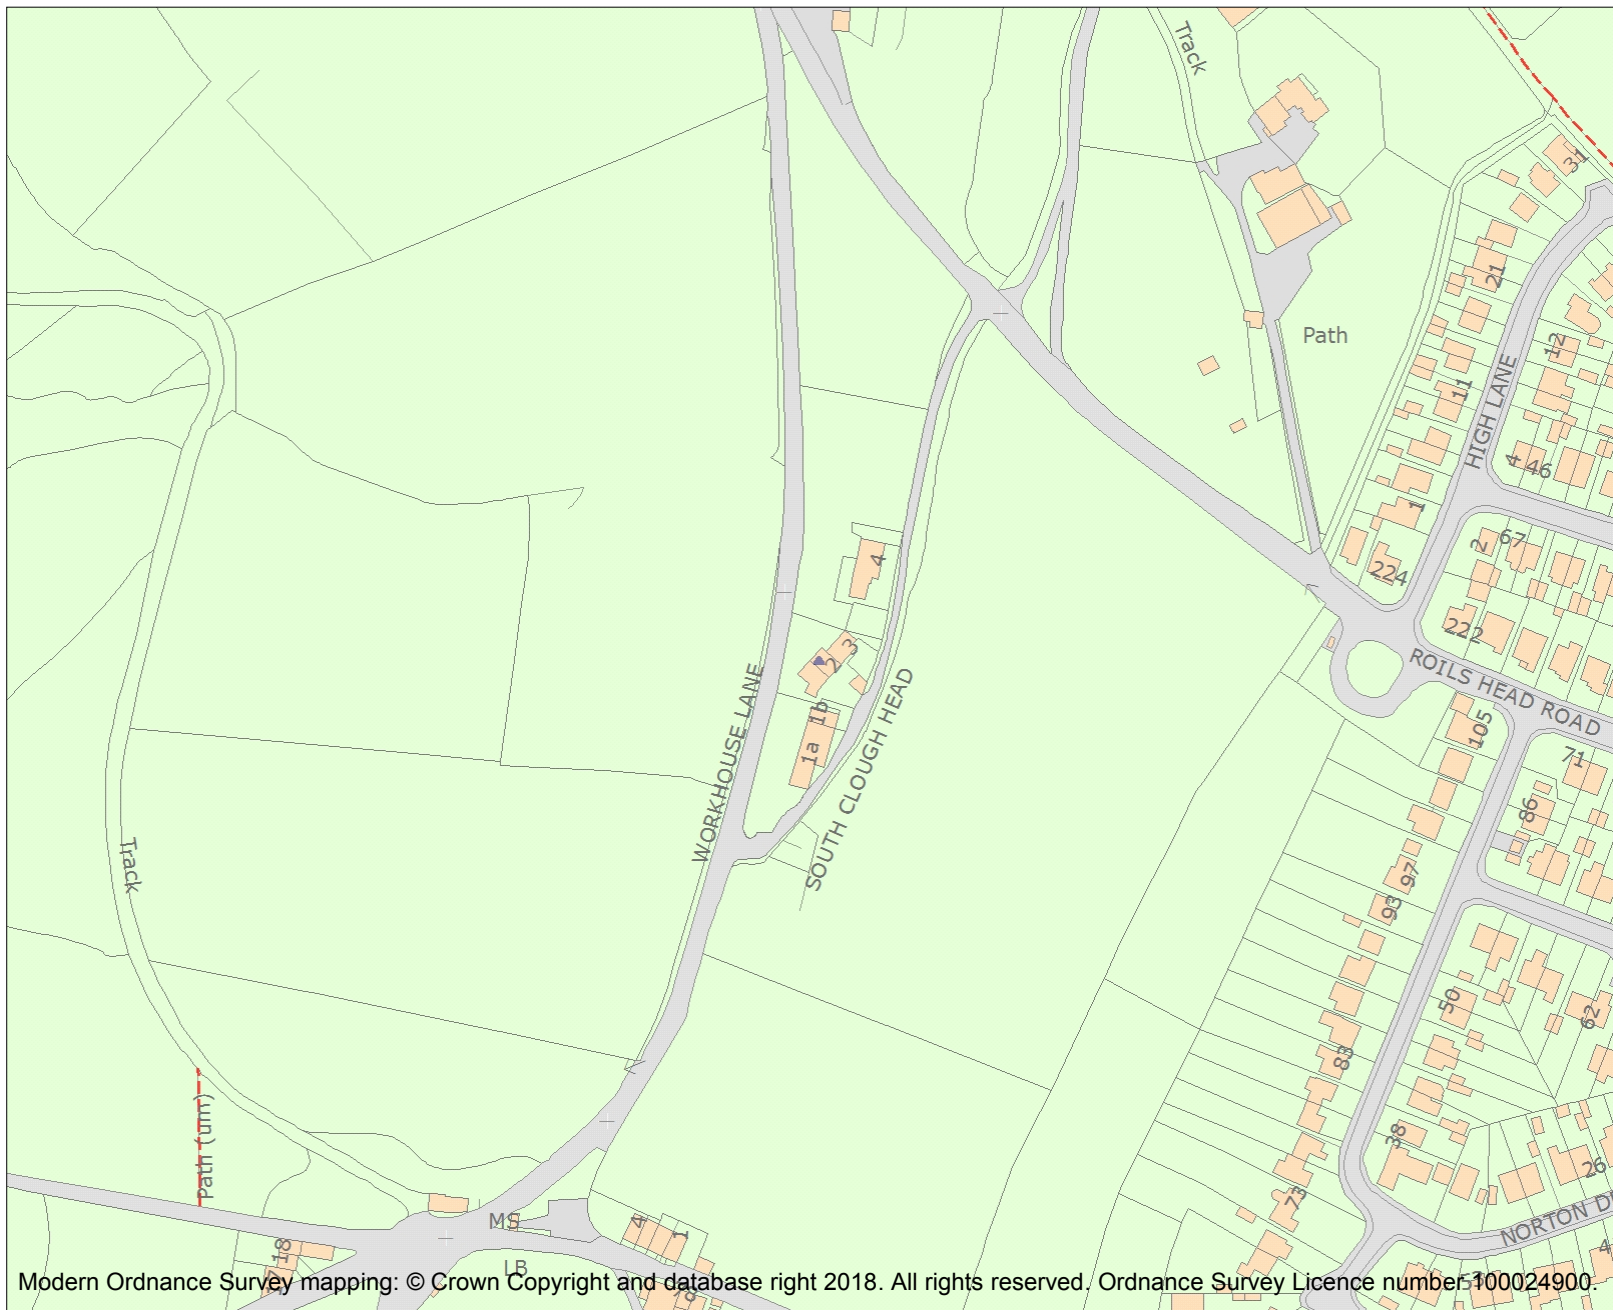 Track
31
21
Path
12
11
HIGH LANE
4
46
1
67
2
4
224
222
3
2
ROILS HEAD ROAD
WORKHOUSE LANE
SOUTH CLOUGH HEAD
1b
105
1a
71
86
Track
97
93
50
62
83
Path (um)
38
26
73
NORTON D
MS
4
1
18
LB
Modern Ordnance Survey mapping: © Crown Copyright and database right 2018. All rights reserved. Ordnance Survey Licence number 100024900.